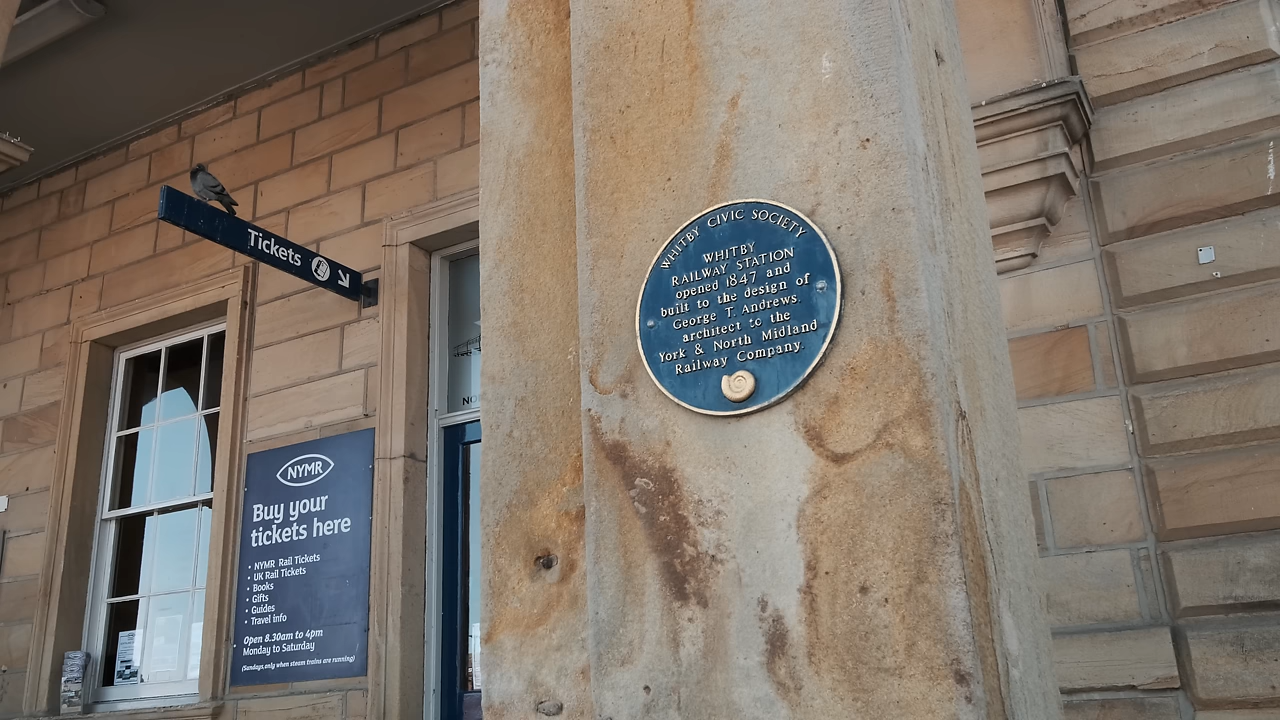 Tickets
NYMR
Buy your
tickets here
• NYMR Rail Tickets
• UK Rail Tickets
• Books
• Gifts
• Guides
• Travel info
Open 8.30am to 4pm
Monday to Saturday
(Sundays only when steam trains are running)
NO
WHITBY CIVIC SOCIETY
WHITBY
RAILWAY STATION
opened 1847 and
built to the design of
George T. Andrews,
architect to the
York & North Midland
Railway Company.